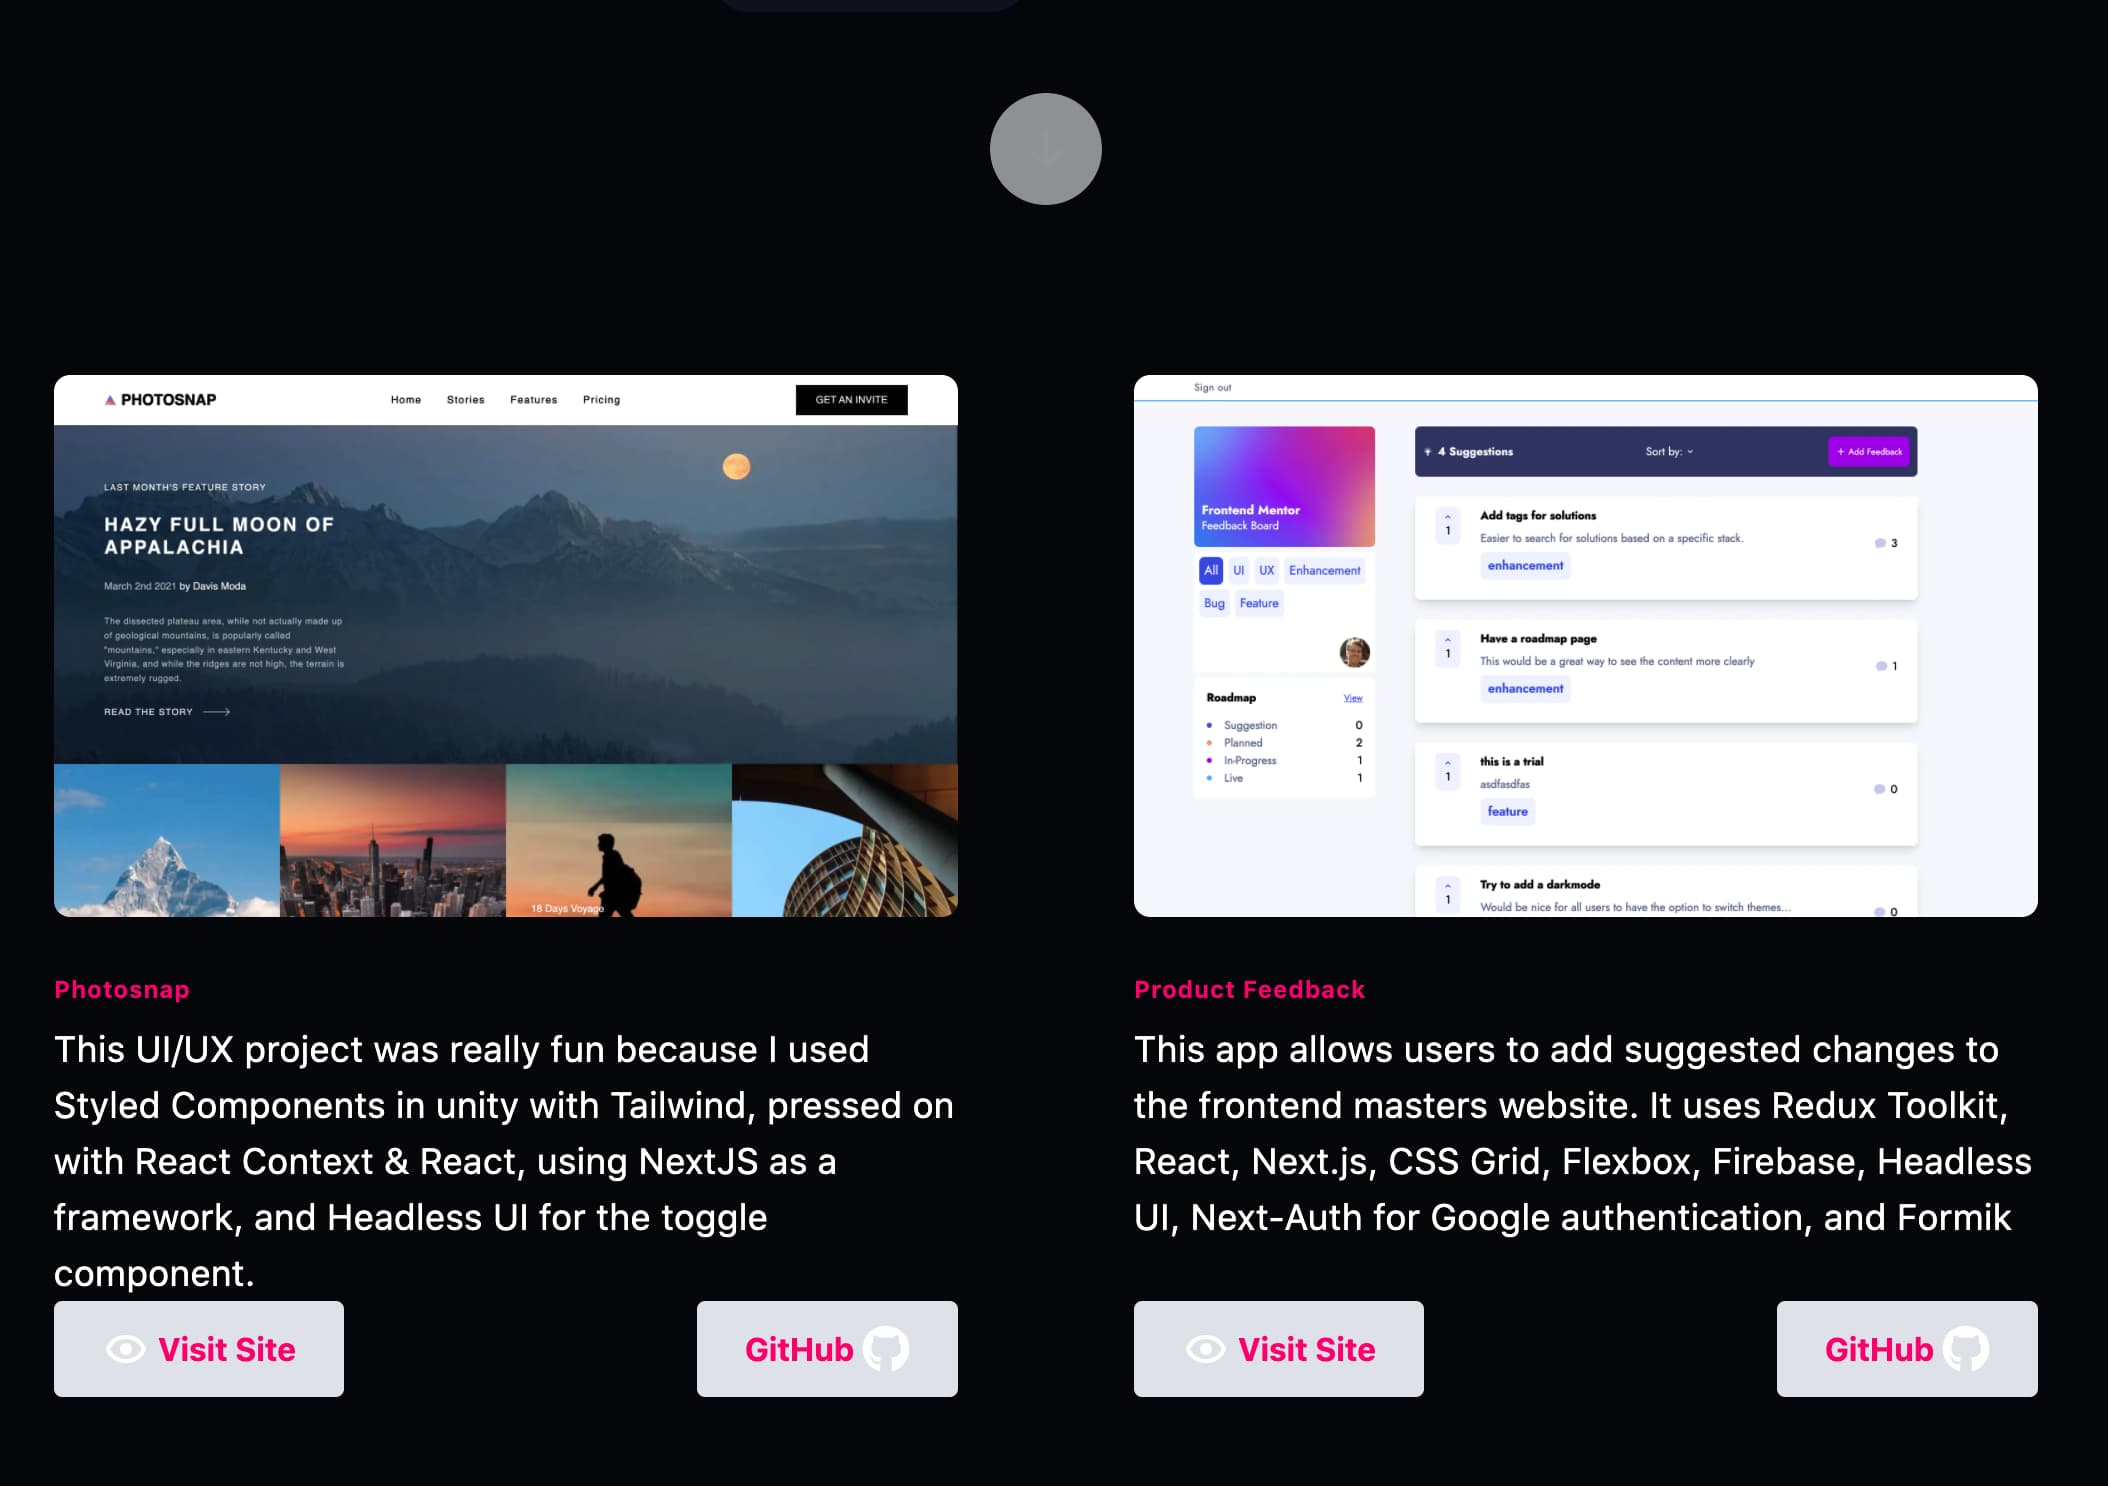 PHOTOSNAP
Home Stories Features Pricing
GET AN INVITE
LAST MONTH'S FEATURE STORY
HAZY FULL MOON OF
APPALACHIA
March 2nd 2021 by Davis Moda
The dissected plateau area, while not actually made up
of geological mountains, is popularly called
"mountains," especially in eastern Kentucky and West
Virginia, and while the ridges are not high, the terrain is
extremely rugged.
READ THE STORY
18 Days Voyage
Photosnap
This UI/UX project was really fun because I used
Styled Components in unity with Tailwind, pressed on
with React Context & React, using NextJS as a
framework, and Headless UI for the toggle
component.
Visit Site
GitHub
Sign out
Frontend Mentor
Feedback Board
All UI UX Enhancement
Bug Feature
Roadmap View
Suggestion 0
Planned 2
In-Progress 1
Live 1
4 Suggestions Sort by: + Add Feedback
1
Add tags for solutions
Easier to search for solutions based on a specific stack.
enhancement
3
1
Have a roadmap page
This would be a great way to see the content more clearly
enhancement
1
1
this is a trial
asdfasdfas
feature
0
1
Try to add a darkmode
Would be nice for all users to have the option to switch themes...
0
Product Feedback
This app allows users to add suggested changes to
the frontend masters website. It uses Redux Toolkit,
React, Next.js, CSS Grid, Flexbox, Firebase, Headless
UI, Next-Auth for Google authentication, and Formik
Visit Site
GitHub